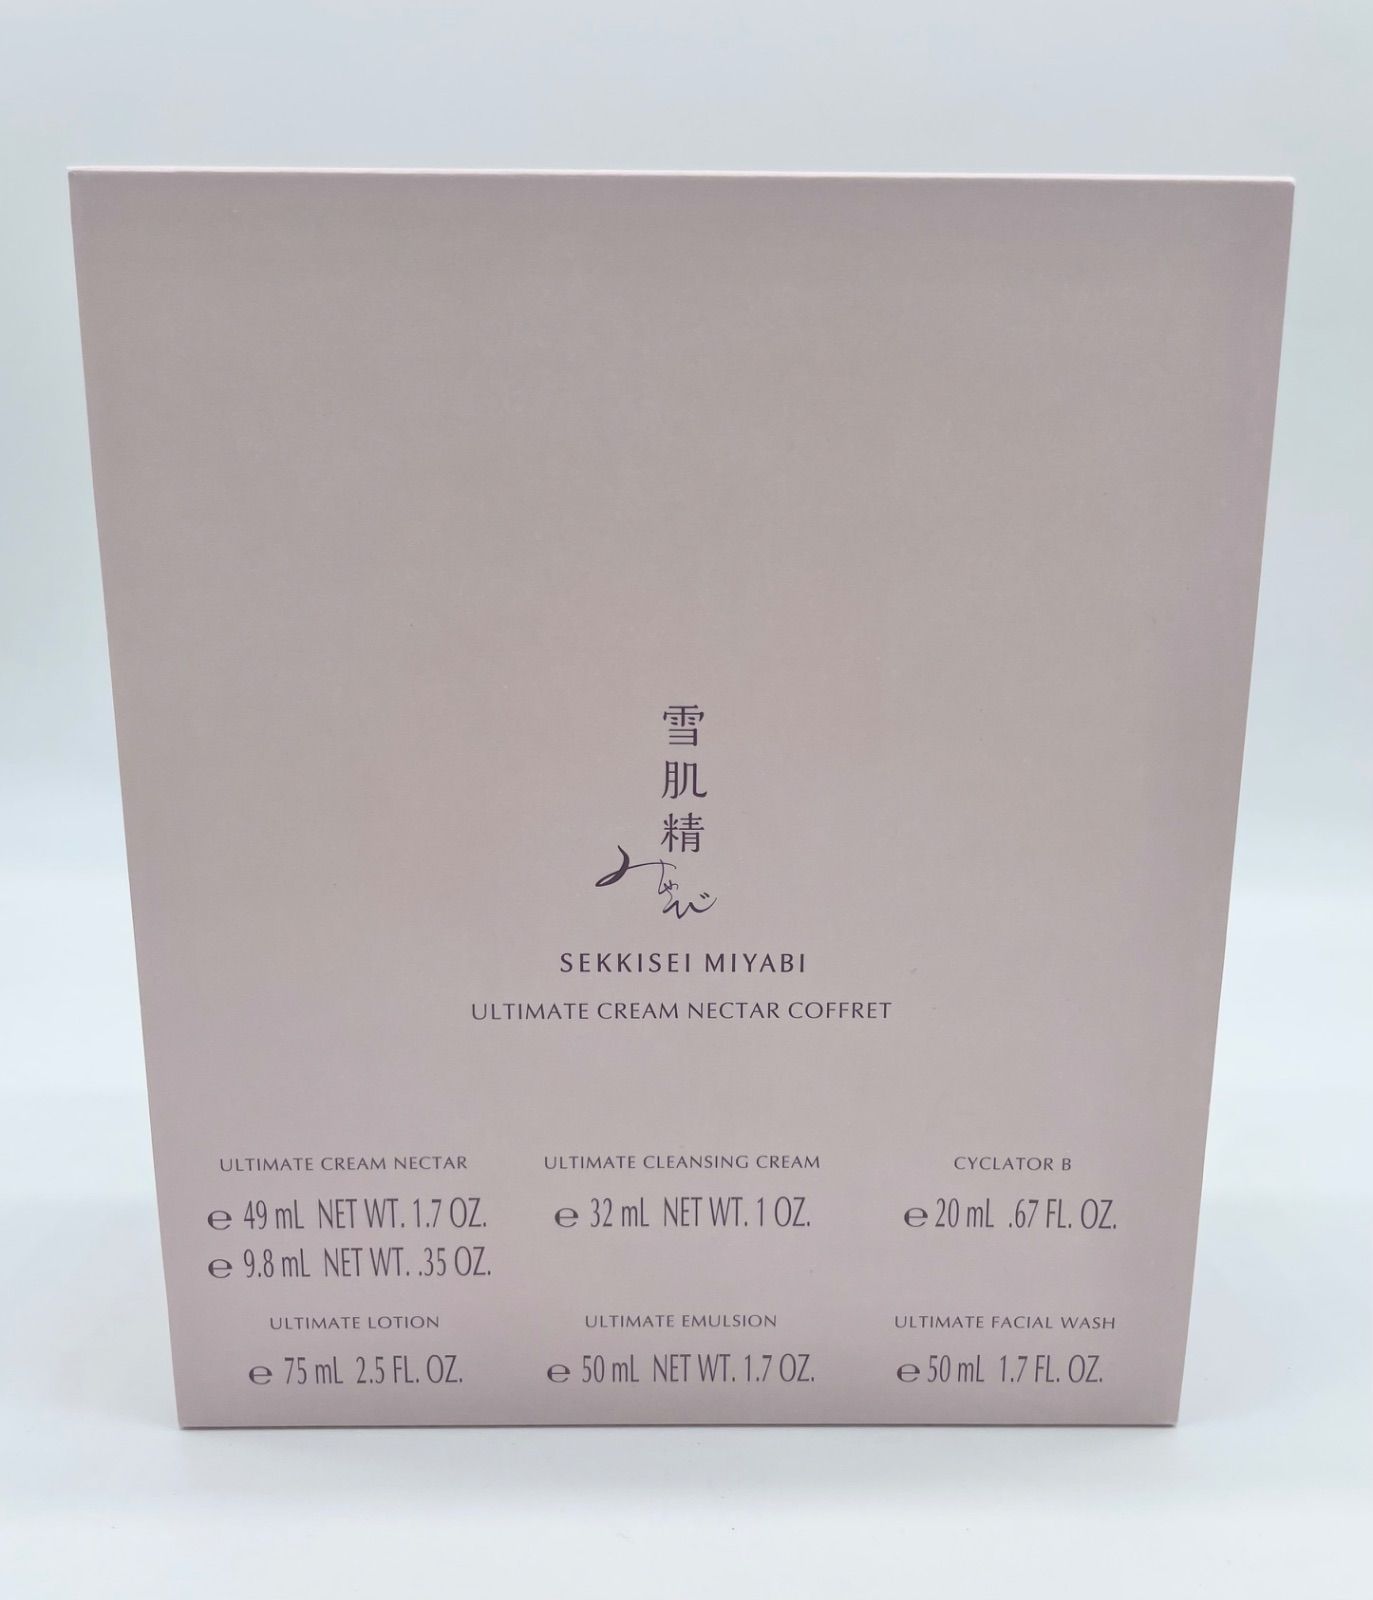 雪肌精
みやび
SEKKISEI MIYABI
ULTIMATE CREAM NECTAR COFFRET
ULTIMATE CREAM NECTAR
℮ 49 mL NET WT. 1.7 OZ.
℮ 9.8 mL NET WT. .35 OZ.
ULTIMATE CLEANSING CREAM
℮ 32 mL NET WT. 1 OZ.
CYCLATOR B
℮ 20 mL .67 FL. OZ.
ULTIMATE LOTION
℮ 75 mL 2.5 FL. OZ.
ULTIMATE EMULSION
℮ 50 mL NET WT. 1.7 OZ.
ULTIMATE FACIAL WASH
℮ 50 mL 1.7 FL. OZ.